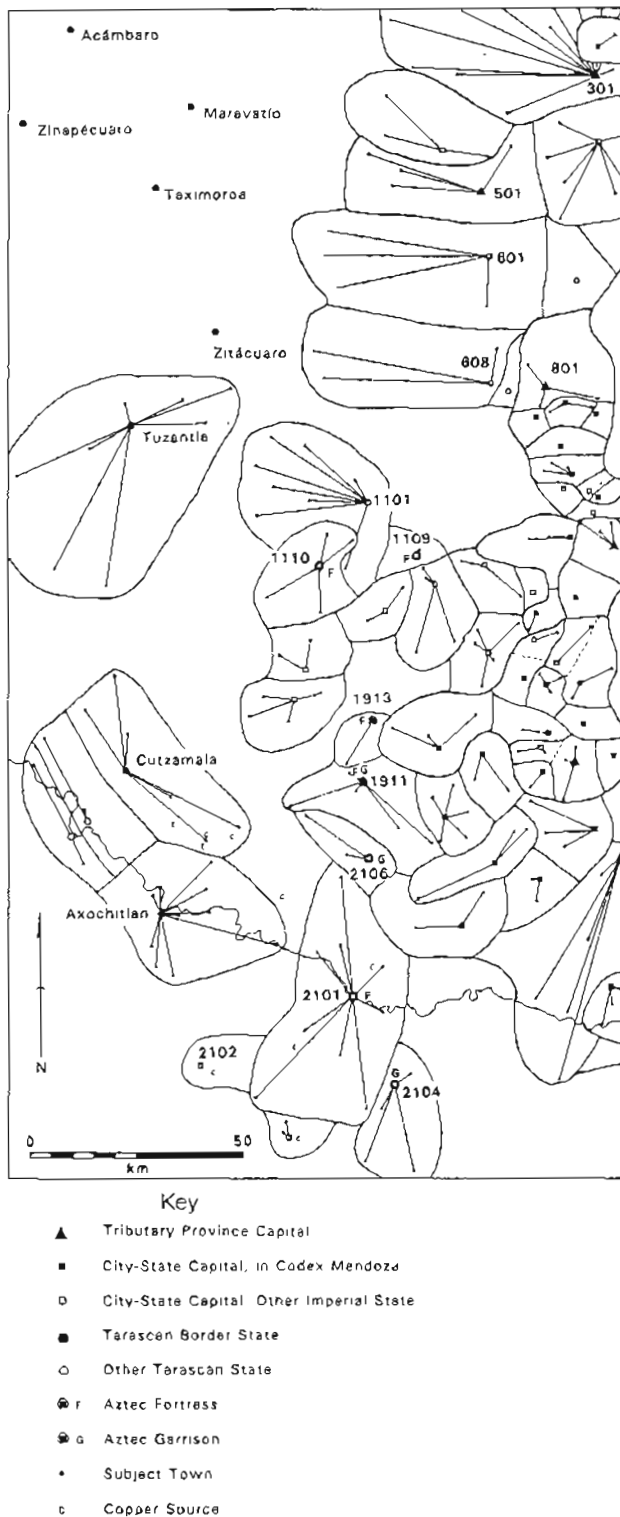 Acámbaro
301
Zinapécuaro
Maravatío
Taximoroa
501
601
Zitácuaro
608
801
Tuzantla
1101
1109
F
1110
F
1913
F
Cutzamala
F G
1911
G
2106
c
c
c
Axochitlan
c
c
2101
F
c
2102
c
G
2104
N
c
0
50
km
Key
Tributary Province Capital
City-State Capital, in Codex Mendoza
City-State Capital Other Imperial State
Tarascan Border State
Other Tarascan State
F Aztec Fortress
G Aztec Garrison
Subject Town
c Copper Source